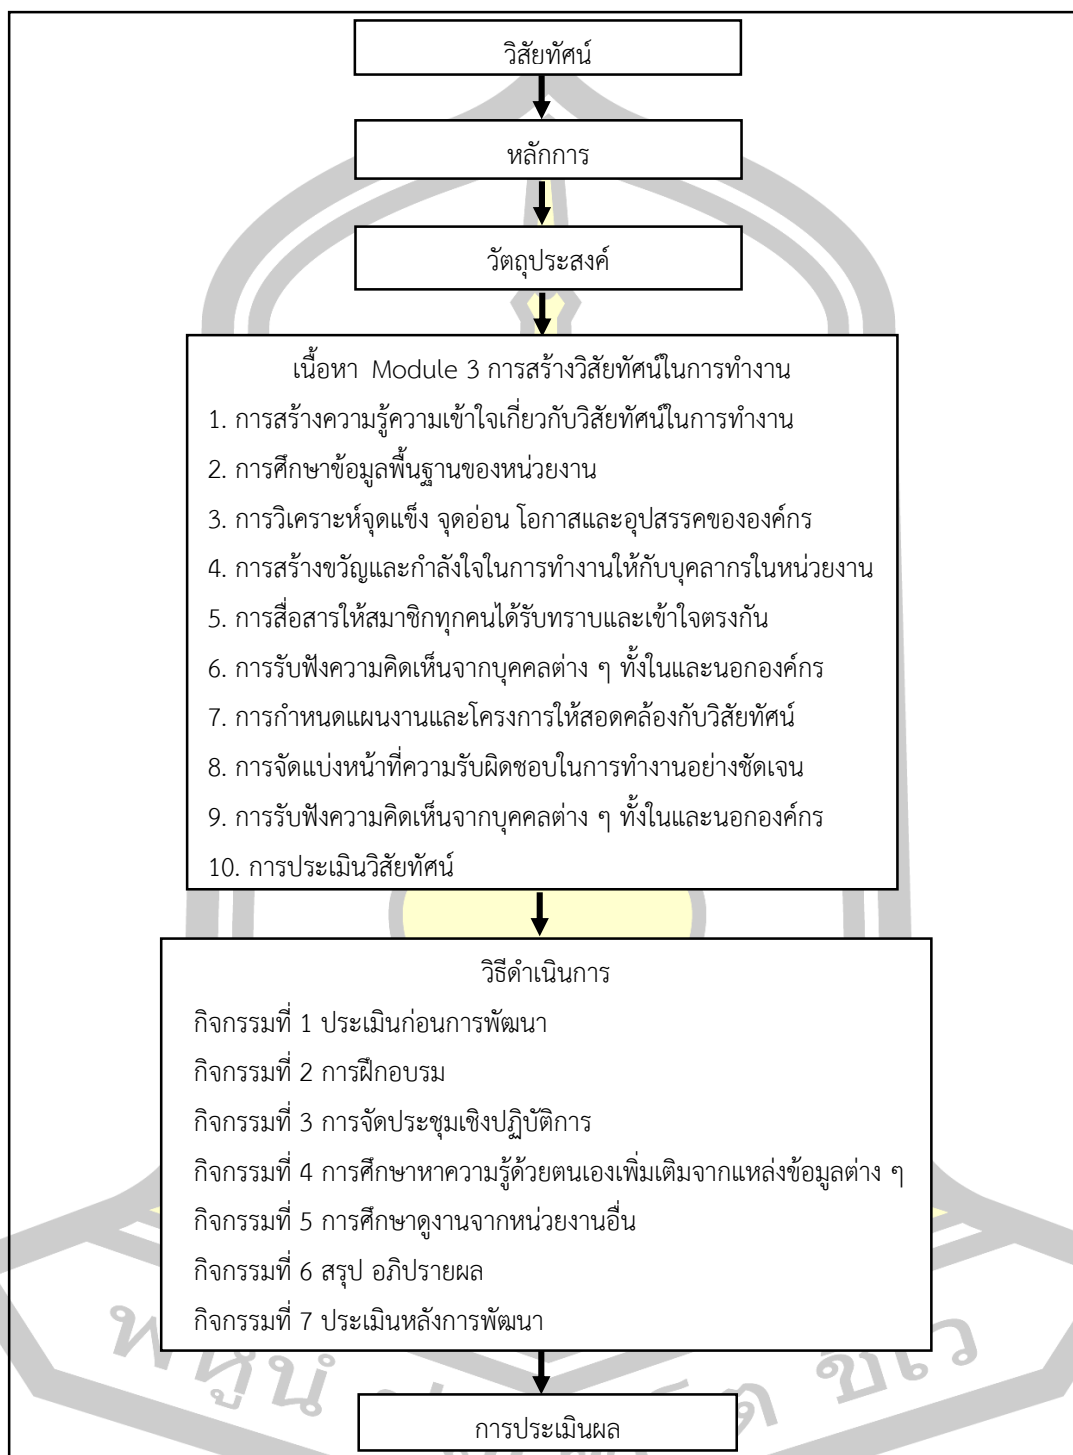 วิสัยทัศน์
หลักการ
วัตถุประสงค์
เนื้อหา Module 3 การสร้างวิสัยทัศน์ในการทำงาน
1. การสร้างความรู้ความเข้าใจเกี่ยวกับวิสัยทัศน์ในการทำงาน
2. การศึกษาข้อมูลพื้นฐานของหน่วยงาน
3. การวิเคราะห์จุดแข็ง จุดอ่อน โอกาสและอุปสรรคขององค์กร
4. การสร้างขวัญและกำลังใจในการทำงานให้กับบุคลากรในหน่วยงาน
5. การสื่อสารให้สมาชิกทุกคนได้รับทราบและเข้าใจตรงกัน
6. การรับฟังความคิดเห็นจากบุคคลต่าง ๆ ทั้งในและนอกองค์กร
7. การกำหนดแผนงานและโครงการให้สอดคล้องกับวิสัยทัศน์
8. การจัดแบ่งหน้าที่ความรับผิดชอบในการทำงานอย่างชัดเจน
9. การรับฟังความคิดเห็นจากบุคคลต่าง ๆ ทั้งในและนอกองค์กร
10. การประเมินวิสัยทัศน์
วิธีดำเนินการ
กิจกรรมที่ 1 ประเมินก่อนการพัฒนา
กิจกรรมที่ 2 การฝึกอบรม
กิจกรรมที่ 3 การจัดประชุมเชิงปฏิบัติการ
กิจกรรมที่ 4 การศึกษาหาความรู้ด้วยตนเองเพิ่มเติมจากแหล่งข้อมูลต่าง ๆ
กิจกรรมที่ 5 การศึกษาดูงานจากหน่วยงานอื่น
กิจกรรมที่ 6 สรุป อภิปรายผล
กิจกรรมที่ 7 ประเมินหลังการพัฒนา
พหูนํ ชีเว
การประเมินผล